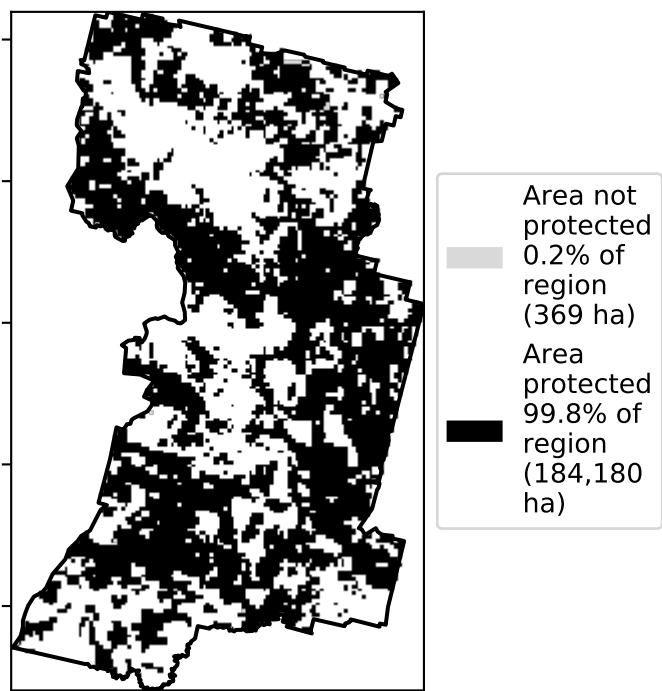 Area not
protected
0.2% of
region
(369 ha)
Area
protected
99.8% of
region
(184,180
ha)